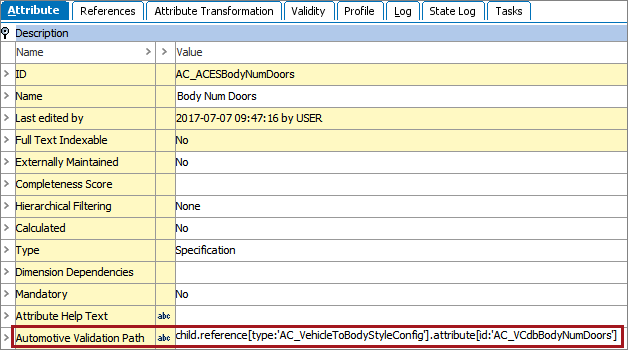 Attribute References Attribute Transformation Validity Profile Log State Log Tasks
Description
Name > > Value
> ID AC_ACESBodyNumDoors
> Name Body Num Doors
> Last edited by 2017-07-07 09:47:16 by USER
> Full Text Indexable No
> Externally Maintained No
> Completeness Score
> Hierarchical Filtering None
> Calculated No
> Type Specification
> Dimension Dependencies
> Mandatory No
> Attribute Help Text abc
> Automotive Validation Path abc child.reference[type:'AC_VehicleToBodyStyleConfig'].attribute[id:'AC_VCdbBodyNumDoors']